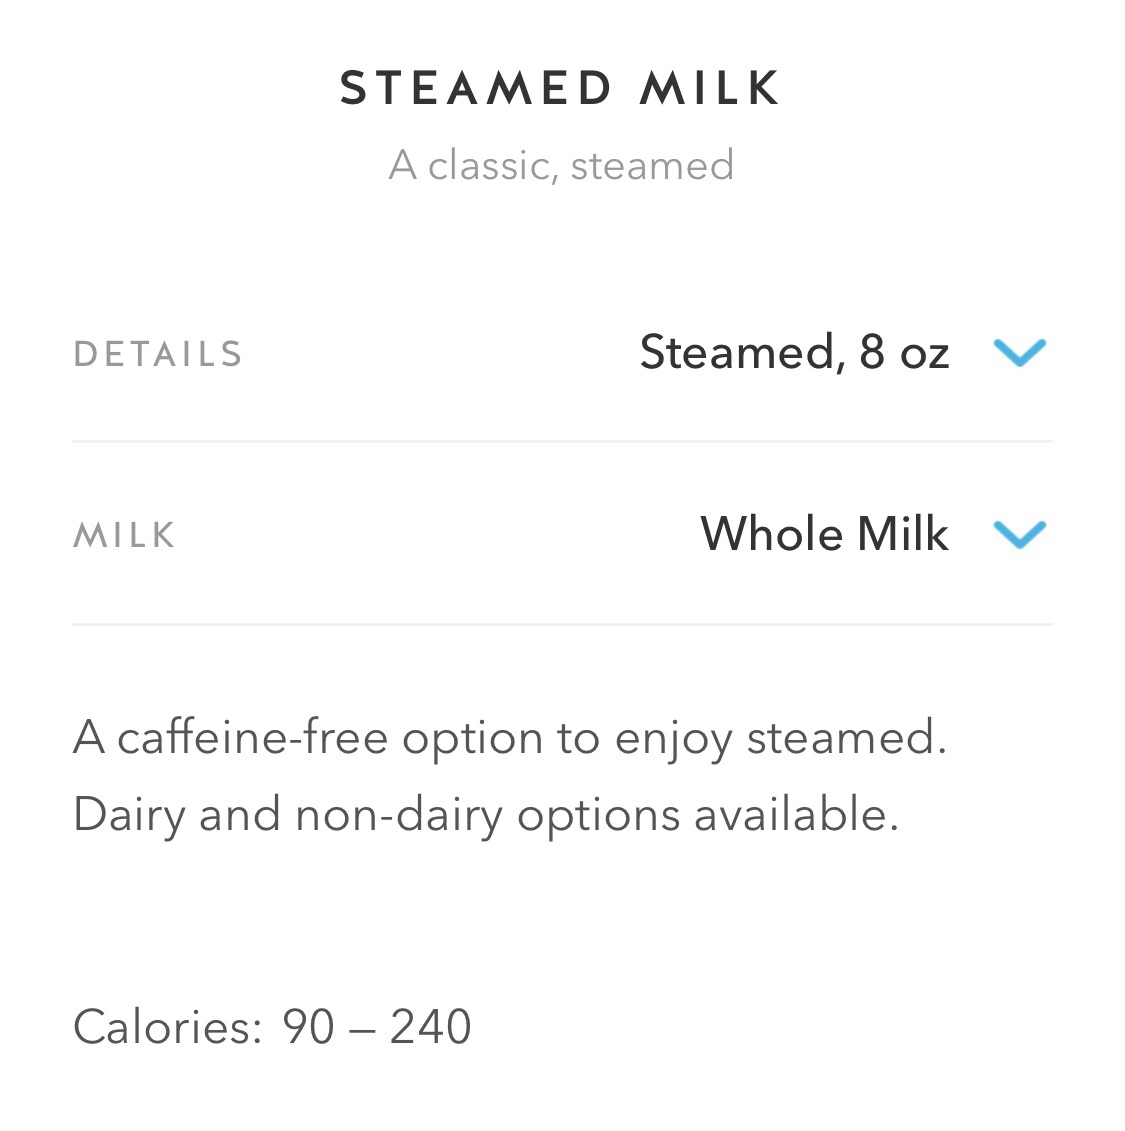 STEAMED MILK
A classic, steamed
DETAILS Steamed, 8 oz
MILK Whole Milk
A caffeine-free option to enjoy steamed.
Dairy and non-dairy options available.
Calories: 90 – 240